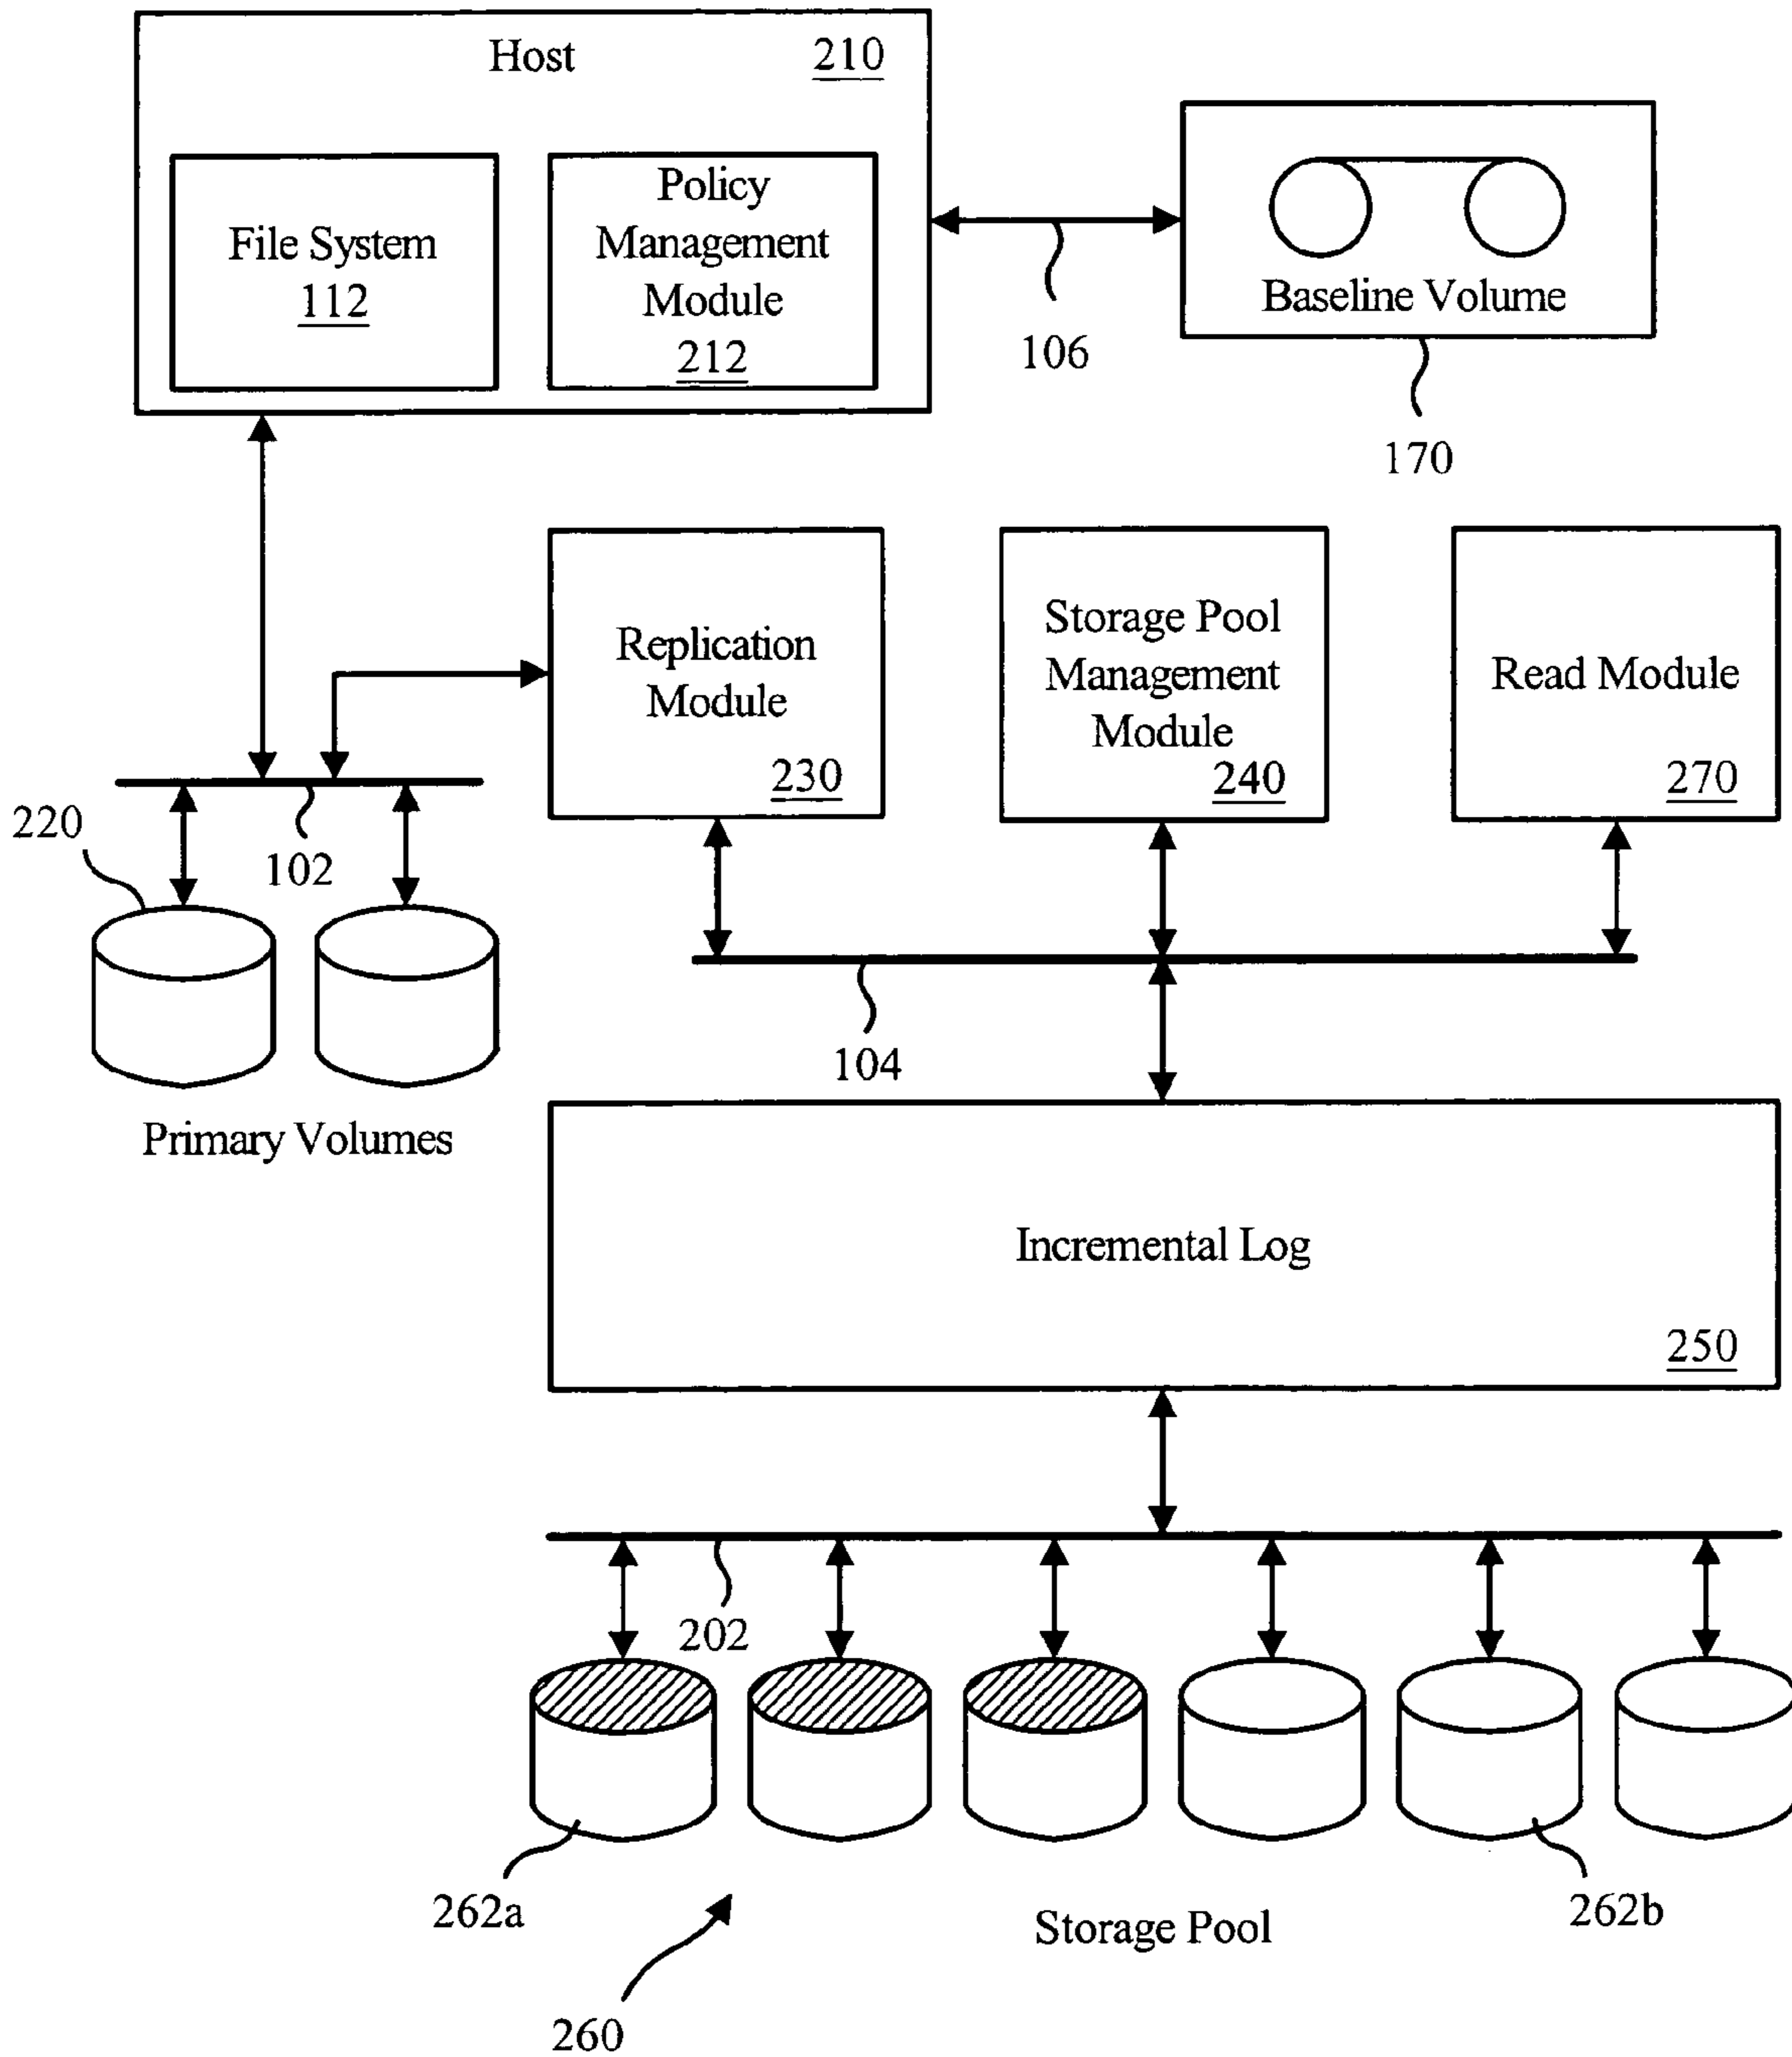 Host
210
File System
112
Policy
Management
Module
212
106
Baseline Volume
170
Replication
Module
230
Storage Pool
Management
Module
240
Read Module
270
220
102
104
Primary Volumes
Incremental Log
250
202
262a
262b
Storage Pool
260